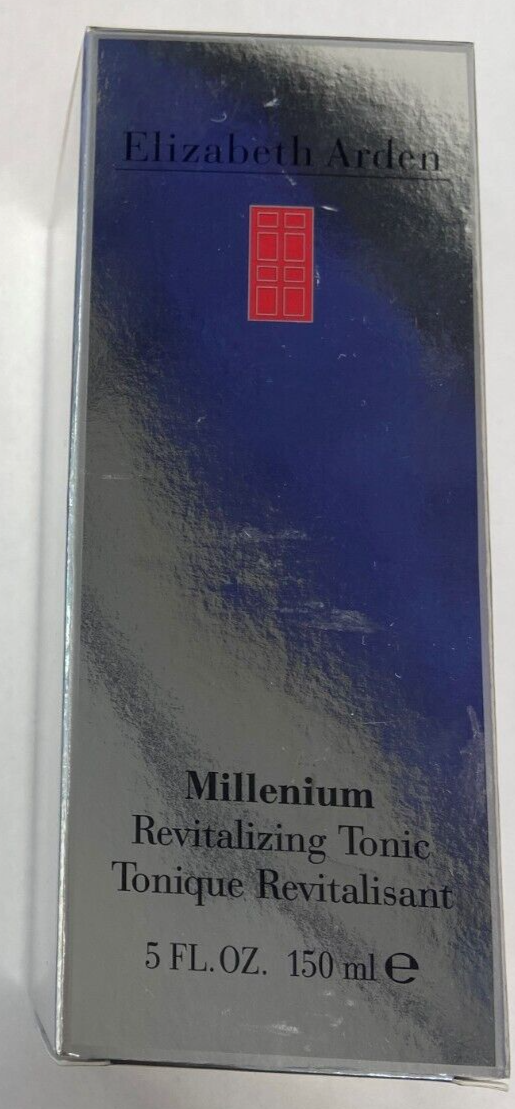 Elizabeth Arden
Millenium
Revitalizing Tonic
Tonique Revitalisant
5 FL.OZ. 150 ml ℮